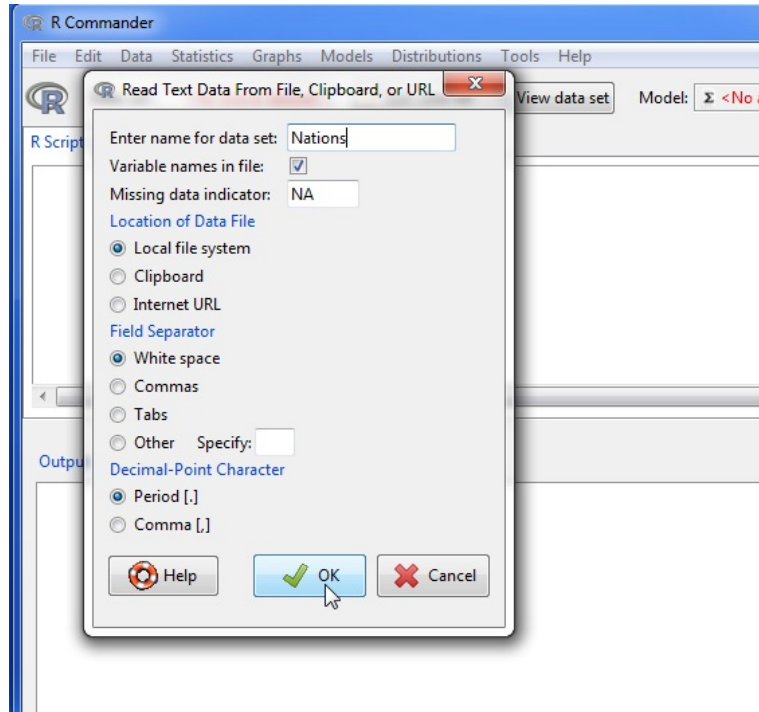 R Commander
File Edit Data Statistics Graphs Models Distributions Tools Help
Read Text Data From File, Clipboard, or URL
View data set Model: Σ <No
R Script
Enter name for data set: Nations
Variable names in file:
Missing data indicator: NA
Location of Data File
Local file system
Clipboard
Internet URL
Field Separator
White space
Commas
Tabs
Other Specify:
Outpu
Decimal-Point Character
Period [.]
Comma [,]
Help OK Cancel